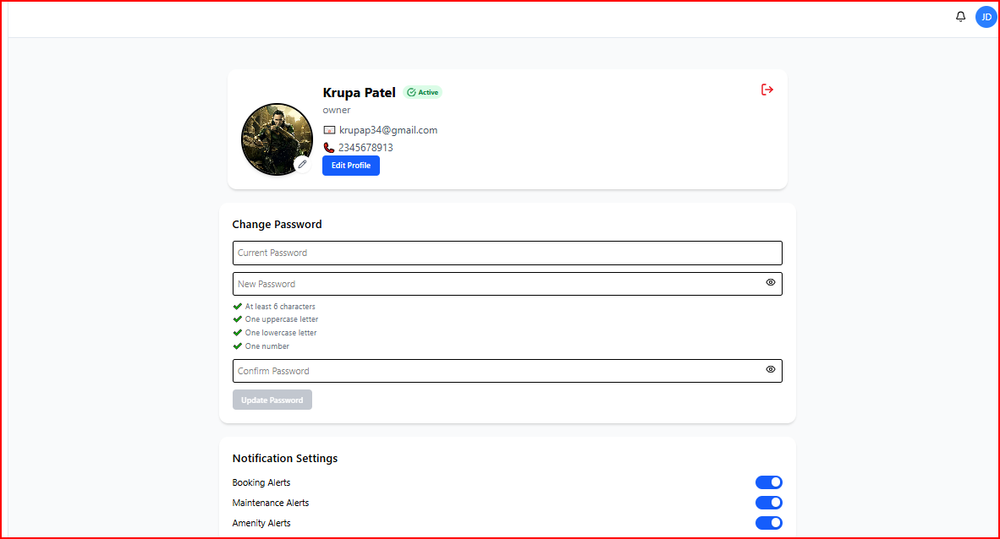 JD
Krupa Patel
Active
owner
krupap34@gmail.com
2345678913
Edit Profile
Change Password
Current Password
New Password
At least 6 characters
One uppercase letter
One lowercase letter
One number
Confirm Password
Update Password
Notification Settings
Booking Alerts
Maintenance Alerts
Amenity Alerts